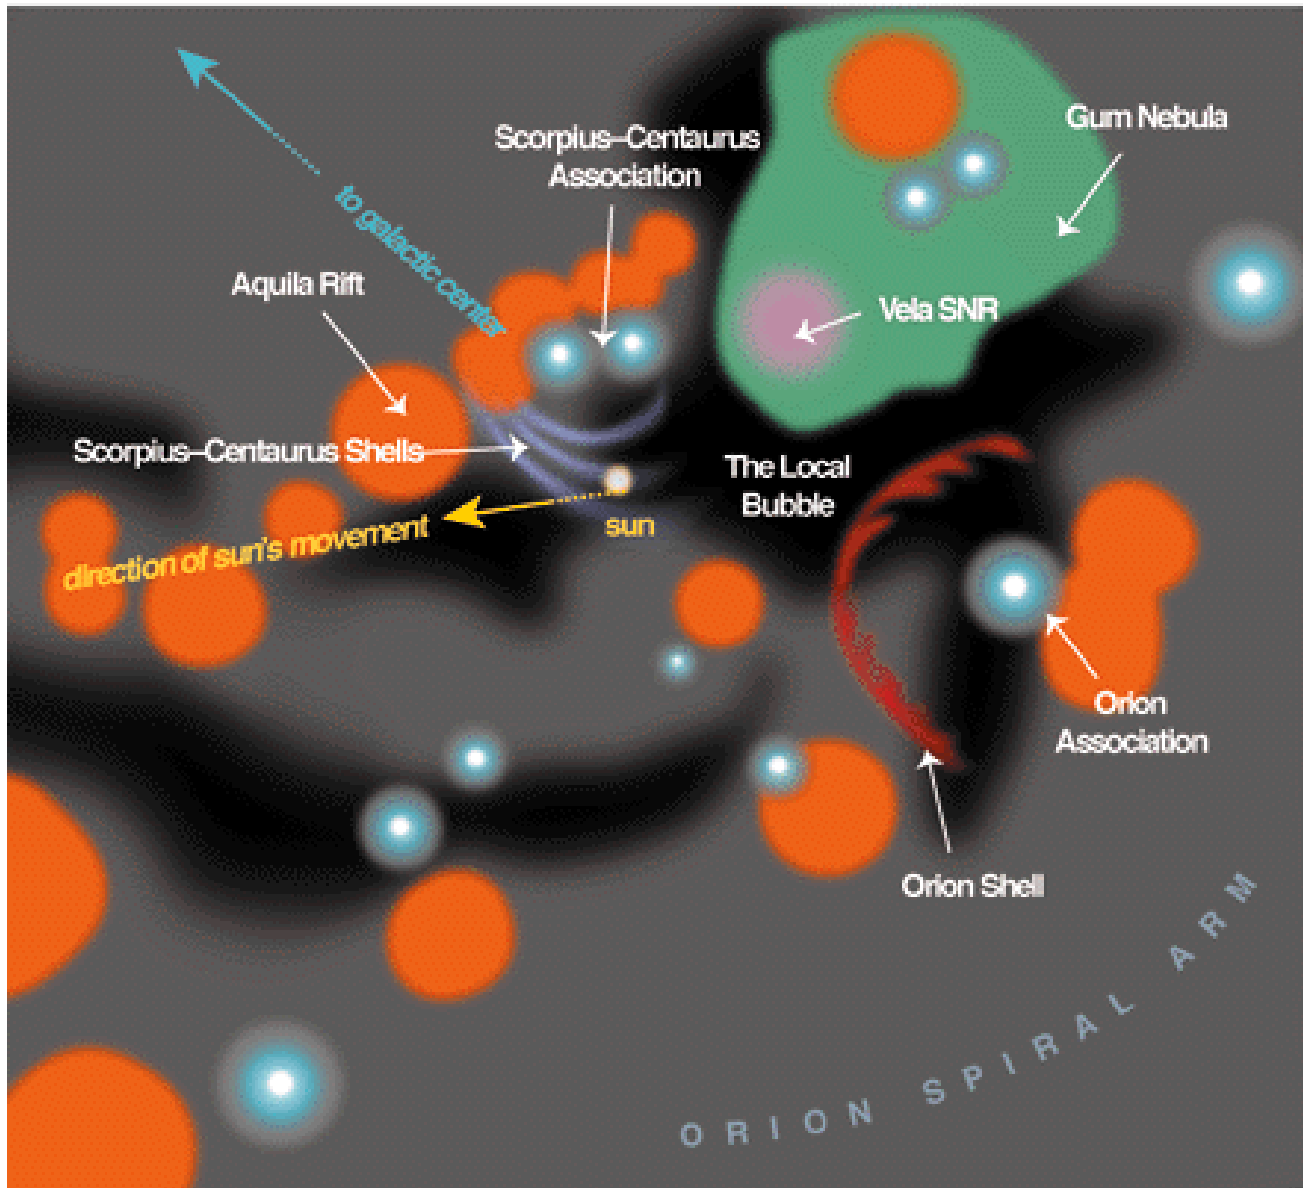 Scorpius–Centaurus
Association
Gum Nebula
to galactic center
Aquila Rift
Vela SNR
Scorpius–Centaurus Shells
The Local
Bubble
sun
direction of sun's movement
Orion
Association
Orion Shell
ORION SPIRAL ARM